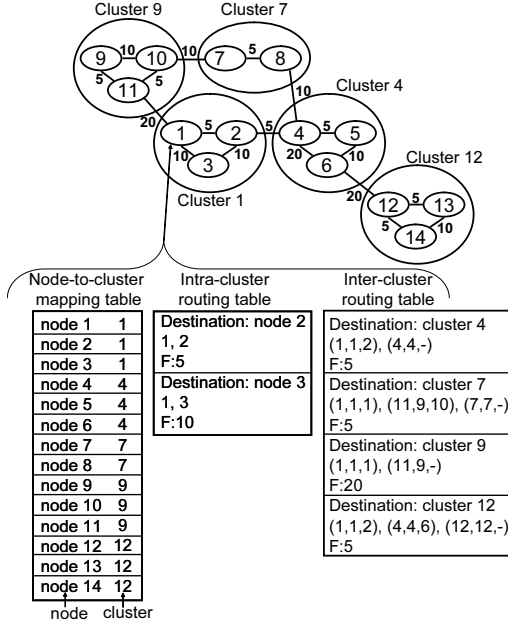 Cluster 9
Cluster 7
9 10 10 10 7 5 8
5 5
11
10
Cluster 4
20
1 5 2 5 4 5 5
10 10 20 10
3 6
Cluster 12
Cluster 1
20
12 5 13
5 10
14
Node-to-cluster
mapping table
node 1 1
node 2 1
node 3 1
node 4 4
node 5 4
node 6 4
node 7 7
node 8 7
node 9 9
node 10 9
node 11 9
node 12 12
node 13 12
node 14 12
node cluster
Intra-cluster
routing table
Destination: node 2
1, 2
F:5
Destination: node 3
1, 3
F:10
Inter-cluster
routing table
Destination: cluster 4
(1,1,2), (4,4,-)
F:5
Destination: cluster 7
(1,1,1), (11,9,10), (7,7,-)
F:5
Destination: cluster 9
(1,1,1), (11,9,-)
F:20
Destination: cluster 12
(1,1,2), (4,4,6), (12,12,-)
F:5